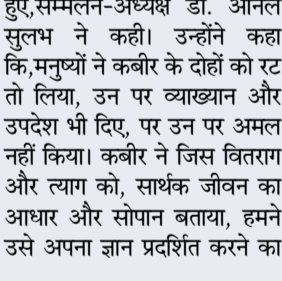 हुए,सम्मेलन-अध्यक्ष डा. अनिल
सुलभ ने कही। उन्होंने कहा
कि,मनुष्यों ने कबीर के दोहों को रट
तो लिया, उन पर व्याख्यान और
उपदेश भी दिए, पर उन पर अमल
नहीं किया। कबीर ने जिस वितराग
और त्याग को, सार्थक जीवन का
आधार और सोपान बताया, हमने
उसे अपना ज्ञान प्रदर्शित करने का